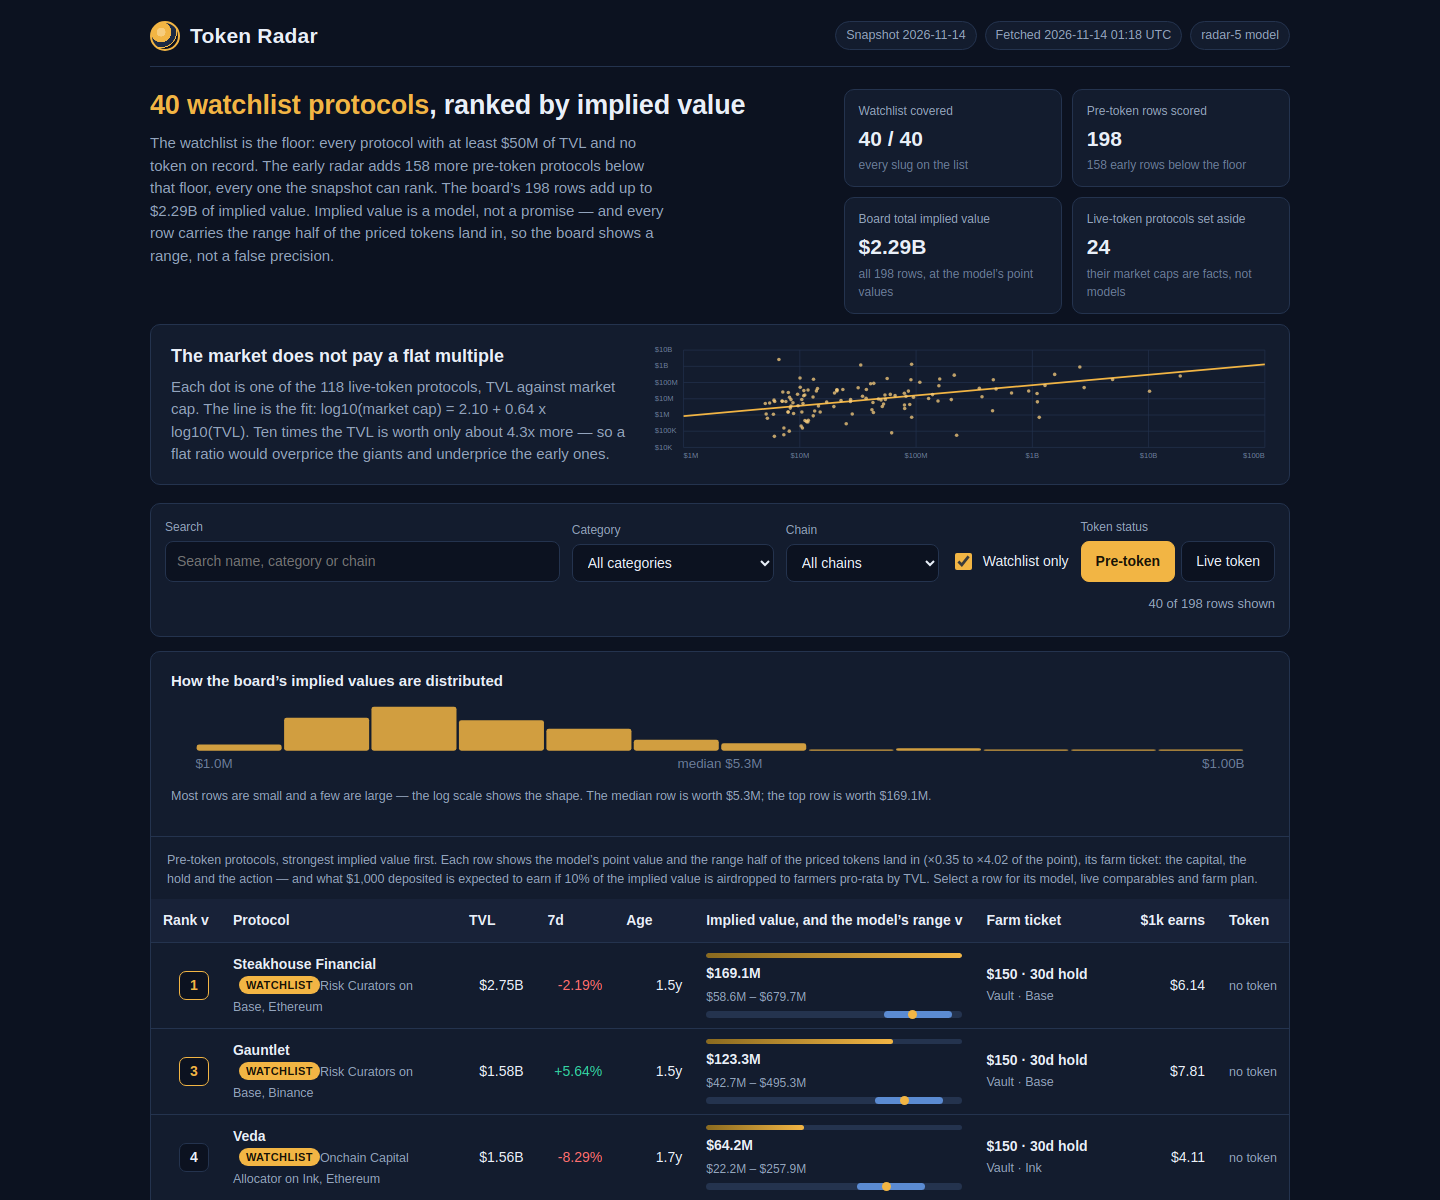 Token Radar
Snapshot 2026-11-14
Fetched 2026-11-14 01:18 UTC
radar-5 model
40 watchlist protocols, ranked by implied value
The watchlist is the floor: every protocol with at least $50M of TVL and no
token on record. The early radar adds 158 more pre-token protocols below
that floor, every one the snapshot can rank. The board’s 198 rows add up to
$2.29B of implied value. Implied value is a model, not a promise — and every
row carries the range half of the priced tokens land in, so the board shows a
range, not a false precision.
Watchlist covered
40 / 40
every slug on the list
Pre-token rows scored
198
158 early rows below the floor
Board total implied value
$2.29B
all 198 rows, at the model’s point
values
Live-token protocols set aside
24
their market caps are facts, not
models
The market does not pay a flat multiple
Each dot is one of the 118 live-token protocols, TVL against market
cap. The line is the fit: log10(market cap) = 2.10 + 0.64 x
log10(TVL). Ten times the TVL is worth only about 4.3x more — so a
flat ratio would overprice the giants and underprice the early ones.
$10B
$1B
$100M
$10M
$1M
$100K
$10K
$1M
$10M
$100M
$1B
$10B
$100B
Search
Search name, category or chain
Category
All categories
Chain
All chains
Watchlist only
Token status
Pre-token
Live token
40 of 198 rows shown
How the board’s implied values are distributed
$1.0M
median $5.3M
$1.00B
Most rows are small and a few are large — the log scale shows the shape. The median row is worth $5.3M; the top row is worth $169.1M.
Pre-token protocols, strongest implied value first. Each row shows the model’s point value and the range half of the priced tokens land in (×0.35 to ×4.02 of the point), its farm ticket: the capital, the
hold and the action — and what $1,000 deposited is expected to earn if 10% of the implied value is airdropped to farmers pro-rata by TVL. Select a row for its model, live comparables and farm plan.
Rank v Protocol TVL 7d Age Implied value, and the model’s range v Farm ticket $1k earns Token
1
Steakhouse Financial
WATCHLIST Risk Curators on
Base, Ethereum
$2.75B
-2.19%
1.5y
$169.1M
$58.6M – $679.7M
$150 · 30d hold
Vault · Base
$6.14
no token
3
Gauntlet
WATCHLIST Risk Curators on
Base, Binance
$1.58B
+5.64%
1.5y
$123.3M
$42.7M – $495.3M
$150 · 30d hold
Vault · Base
$7.81
no token
4
Veda
WATCHLIST Onchain Capital
Allocator on Ink, Ethereum
$1.56B
-8.29%
1.7y
$64.2M
$22.2M – $257.9M
$150 · 30d hold
Vault · Ink
$4.11
no token